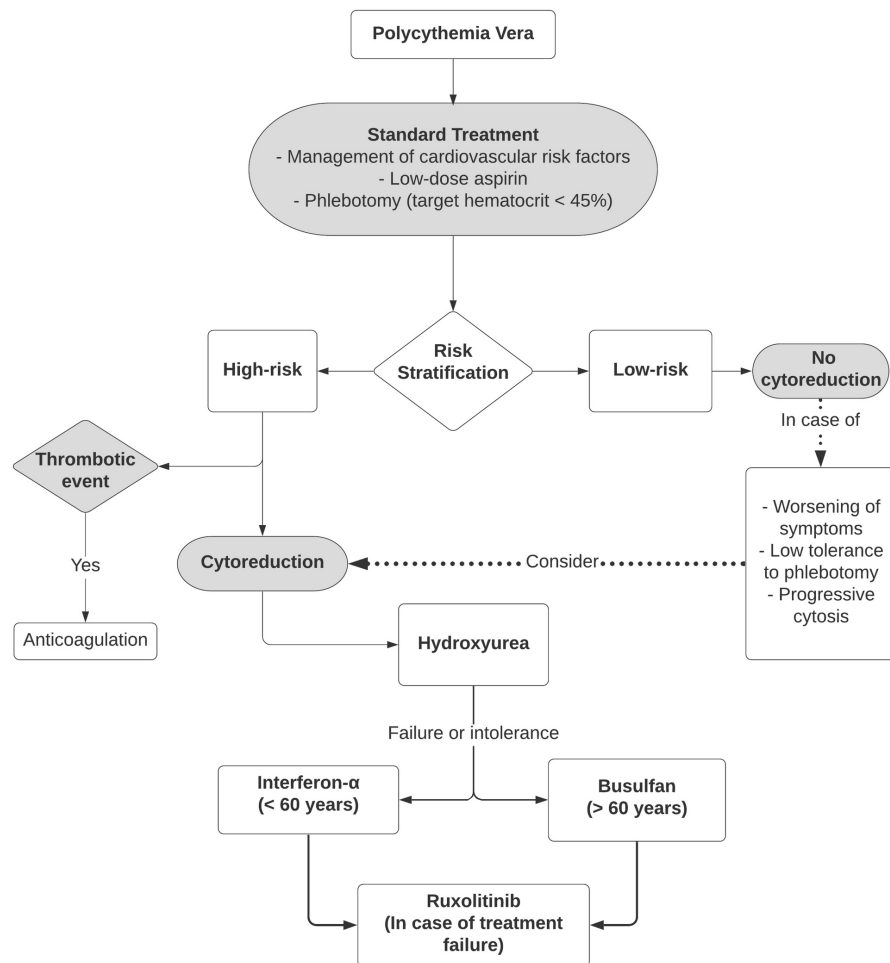 Polycythemia Vera
Standard Treatment
- Management of cardiovascular risk factors
- Low-dose aspirin
- Phlebotomy (target hematocrit < 45%)
High-risk
Risk
Stratification
Low-risk
No
cytoreduction
In case of
Thrombotic
event
- Worsening of
symptoms
- Low tolerance
to phlebotomy
- Progressive
cytosis
Yes
Cytoreduction
Consider
Anticoagulation
Hydroxyurea
Failure or intolerance
Interferon-α
(< 60 years)
Busulfan
(> 60 years)
Ruxolitinib
(In case of treatment
failure)